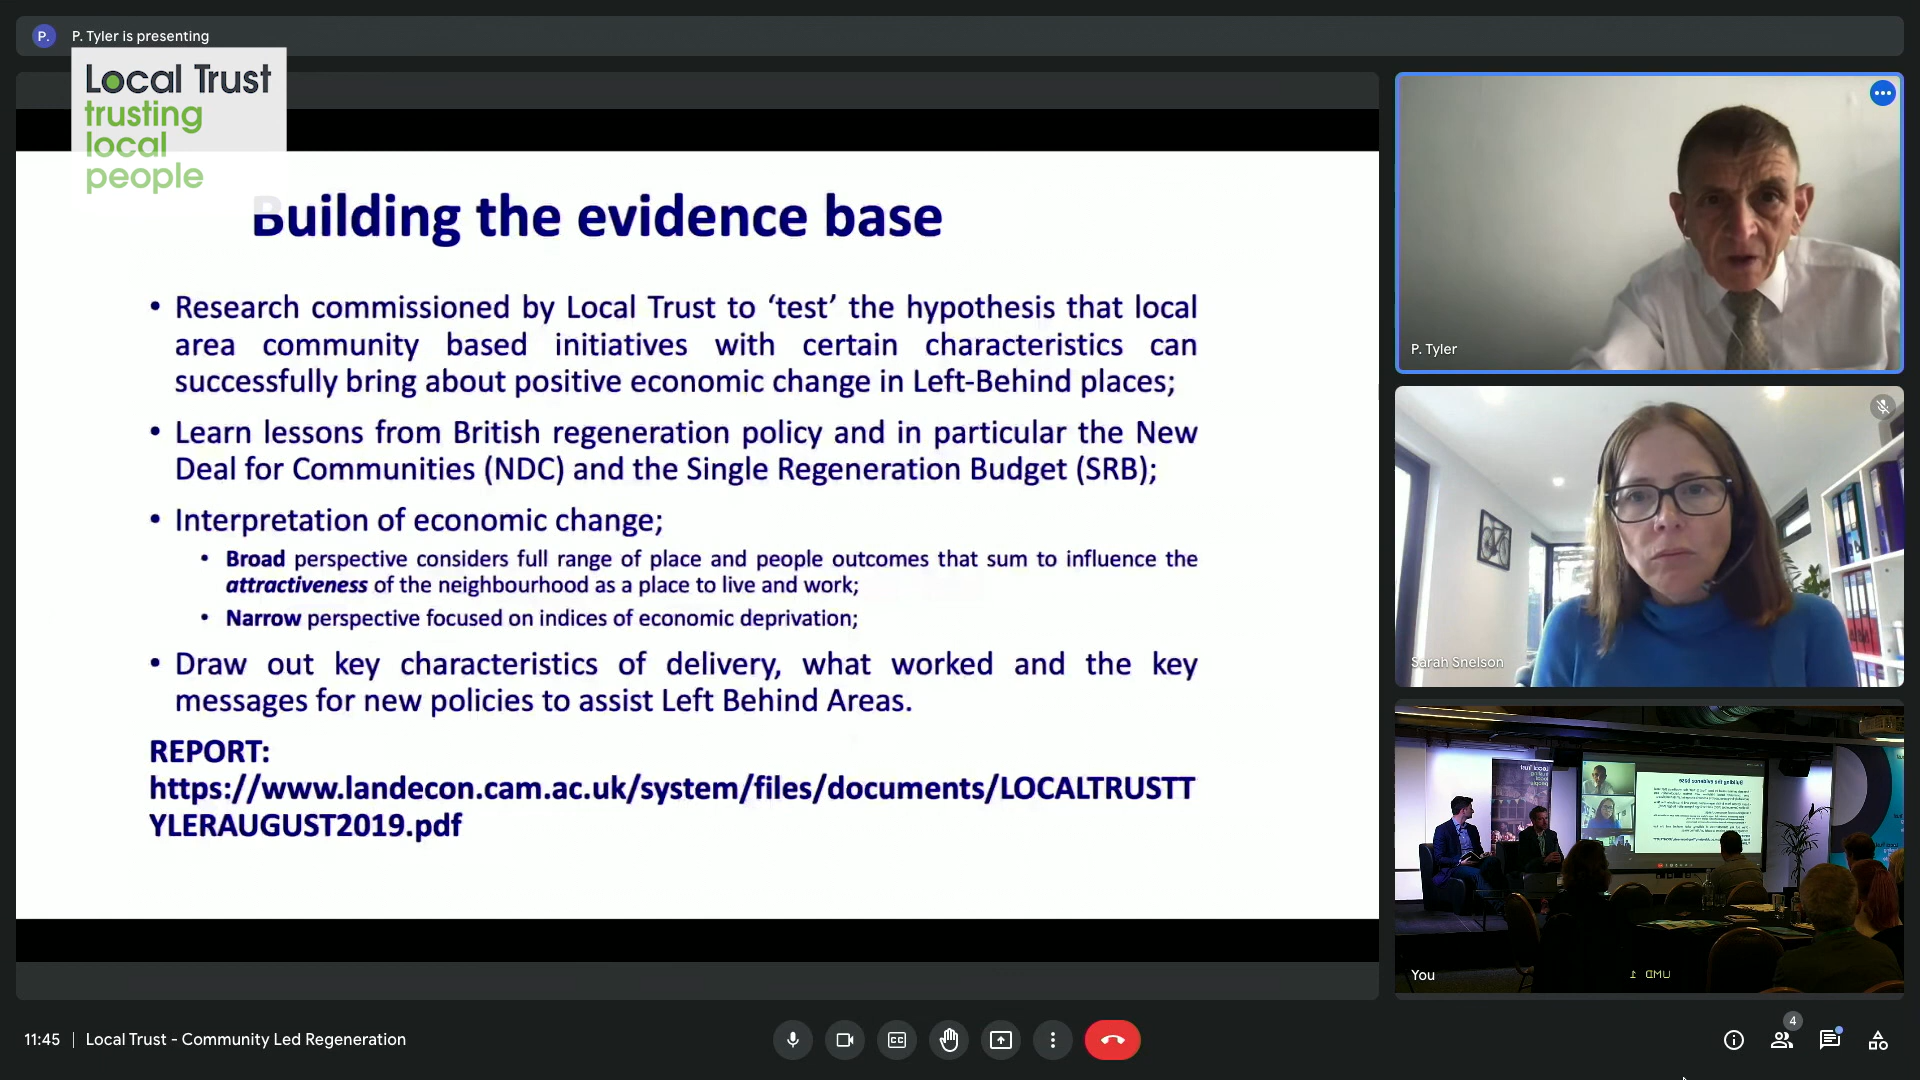 P.
P. Tyler is presenting
Local Trust
trusting
local
people
Building the evidence base
• Research commissioned by Local Trust to ‘test’ the hypothesis that local
area community based initiatives with certain characteristics can
successfully bring about positive economic change in Left-Behind places;
• Learn lessons from British regeneration policy and in particular the New
Deal for Communities (NDC) and the Single Regeneration Budget (SRB);
• Interpretation of economic change;
• Broad perspective considers full range of place and people outcomes that sum to influence the
attractiveness of the neighbourhood as a place to live and work;
• Narrow perspective focused on indices of economic deprivation;
• Draw out key characteristics of delivery, what worked and the key
messages for new policies to assist Left Behind Areas.
REPORT:
https://www.landecon.cam.ac.uk/system/files/documents/LOCALTRUSTT
YLERAUGUST2019.pdf
P. Tyler
Sarah Snelson
Building the evidence base
You
11:45 | Local Trust - Community Led Regeneration
4